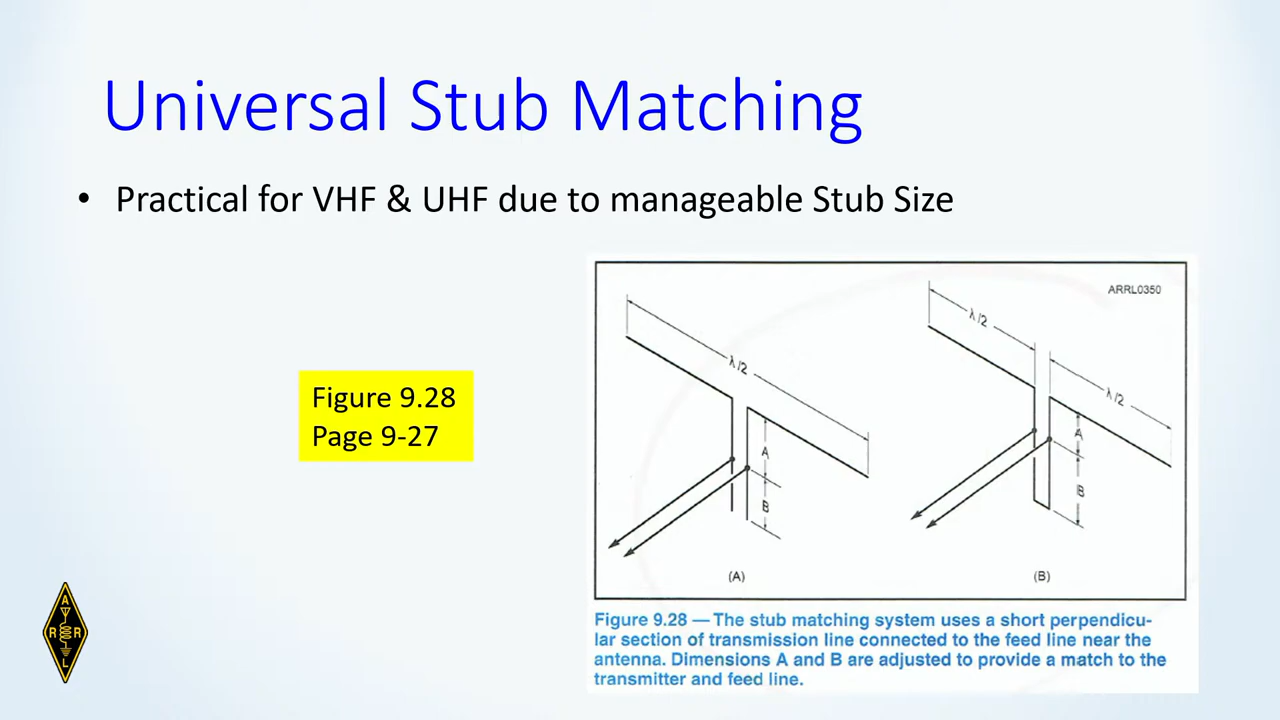 Universal Stub Matching
• Practical for VHF & UHF due to manageable Stub Size
Figure 9.28
Page 9-27
ARRL0350
λ/2
A
B
(A)
λ/2
λ/2
A
B
(B)
Figure 9.28 — The stub matching system uses a short perpendicu-
lar section of transmission line connected to the feed line near the
antenna. Dimensions A and B are adjusted to provide a match to the
transmitter and feed line.
A
R R
L